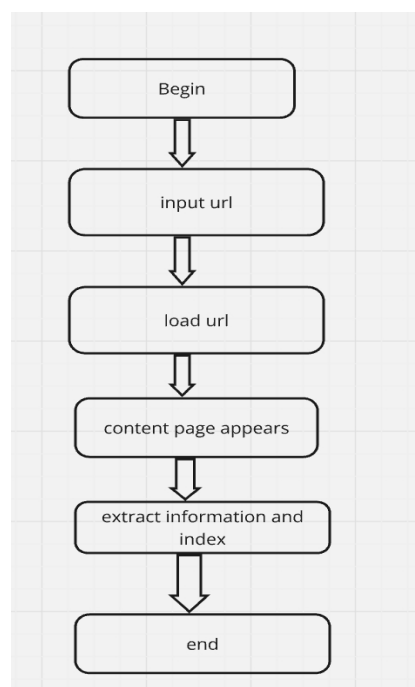 Begin
input url
load url
content page appears
extract information and
index
end